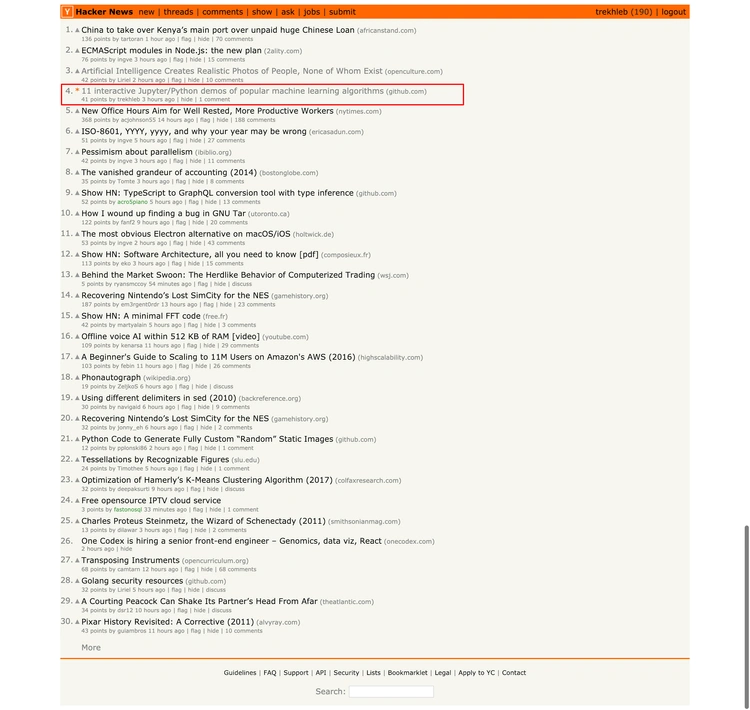 Y Hacker News new | threads | comments | show | ask | jobs | submit trekhleb (190) | logout
1. China to take over Kenya's main port over unpaid huge Chinese Loan (africanstand.com)
136 points by tartoran 1 hour ago | flag | hide | 70 comments
2. ECMAScript modules in Node.js: the new plan (2ality.com)
76 points by ingve 3 hours ago | flag | hide | 15 comments
3. Artificial Intelligence Creates Realistic Photos of People, None of Whom Exist (openculture.com)
42 points by Liriel 2 hours ago | flag | hide | 10 comments
4. * 11 interactive Jupyter/Python demos of popular machine learning algorithms (github.com)
41 points by trekhleb 3 hours ago | hide | 1 comment
5. New Office Hours Aim for Well Rested, More Productive Workers (nytimes.com)
368 points by acjohnson55 14 hours ago | flag | hide | 188 comments
6. ISO-8601, YYYY, yyyy, and why your year may be wrong (ericasadun.com)
51 points by ingve 5 hours ago | flag | hide | 27 comments
7. Pessimism about parallelism (ibiblio.org)
42 points by ingve 3 hours ago | flag | hide | 11 comments
8. The vanished grandeur of accounting (2014) (bostonglobe.com)
35 points by Tomte 3 hours ago | flag | hide | 8 comments
9. Show HN: TypeScript to GraphQL conversion tool with type inference (github.com)
52 points by acro5piano 5 hours ago | flag | hide | 13 comments
10. How I wound up finding a bug in GNU Tar (utoronto.ca)
122 points by fanf2 9 hours ago | flag | hide | 20 comments
11. The most obvious Electron alternative on macOS/iOS (holtwick.de)
53 points by ingve 2 hours ago | flag | hide | 43 comments
12. Show HN: Software Architecture, all you need to know [pdf] (composieux.fr)
113 points by eko 3 hours ago | flag | hide | 15 comments
13. Behind the Market Swoon: The Herdlike Behavior of Computerized Trading (wsj.com)
5 points by ryansmccoy 54 minutes ago | flag | hide | discuss
14. Recovering Nintendo's Lost SimCity for the NES (gamehistory.org)
187 points by em3rgent0rdr 13 hours ago | flag | hide | 23 comments
15. Show HN: A minimal FFT code (free.fr)
42 points by martyalain 5 hours ago | flag | hide | 3 comments
16. Offline voice AI within 512 KB of RAM [video] (youtube.com)
109 points by kenarsa 11 hours ago | flag | hide | 29 comments
17. A Beginner's Guide to Scaling to 11M Users on Amazon's AWS (2016) (highscalability.com)
103 points by febin 11 hours ago | flag | hide | 26 comments
18. Phonautograph (wikipedia.org)
19 points by ZeljkoS 6 hours ago | flag | hide | discuss
19. Using different delimiters in sed (2010) (backreference.org)
30 points by navigaid 6 hours ago | flag | hide | 9 comments
20. Recovering Nintendo's Lost SimCity for the NES (gamehistory.org)
32 points by jonny_eh 6 hours ago | flag | hide | 2 comments
21. Python Code to Generate Fully Custom "Random" Static Images (github.com)
12 points by pplonski86 2 hours ago | flag | hide | 1 comment
22. Tessellations by Recognizable Figures (slu.edu)
24 points by Timothee 5 hours ago | flag | hide | 1 comment
23. Optimization of Hamerly's K-Means Clustering Algorithm (2017) (colfaxresearch.com)
32 points by deepaksurti 9 hours ago | flag | hide | discuss
24. Free opensource IPTV cloud service
3 points by fastonosql 33 minutes ago | flag | hide | 1 comment
25. Charles Proteus Steinmetz, the Wizard of Schenectady (2011) (smithsonianmag.com)
13 points by dilawar 3 hours ago | flag | hide | 2 comments
26. One Codex is hiring a senior front-end engineer – Genomics, data viz, React (onecodex.com)
2 hours ago | hide
27. Transposing Instruments (opencurriculum.org)
68 points by camtarn 12 hours ago | flag | hide | 68 comments
28. Golang security resources (github.com)
32 points by Liriel 5 hours ago | flag | hide | discuss
29. A Courting Peacock Can Shake Its Partner's Head From Afar (theatlantic.com)
34 points by dsr12 10 hours ago | flag | hide | discuss
30. Pixar History Revisited: A Corrective (2011) (alvyray.com)
43 points by guiambros 11 hours ago | flag | hide | 10 comments
More
Guidelines | FAQ | Support | API | Security | Lists | Bookmarklet | Legal | Apply to YC | Contact
Search: